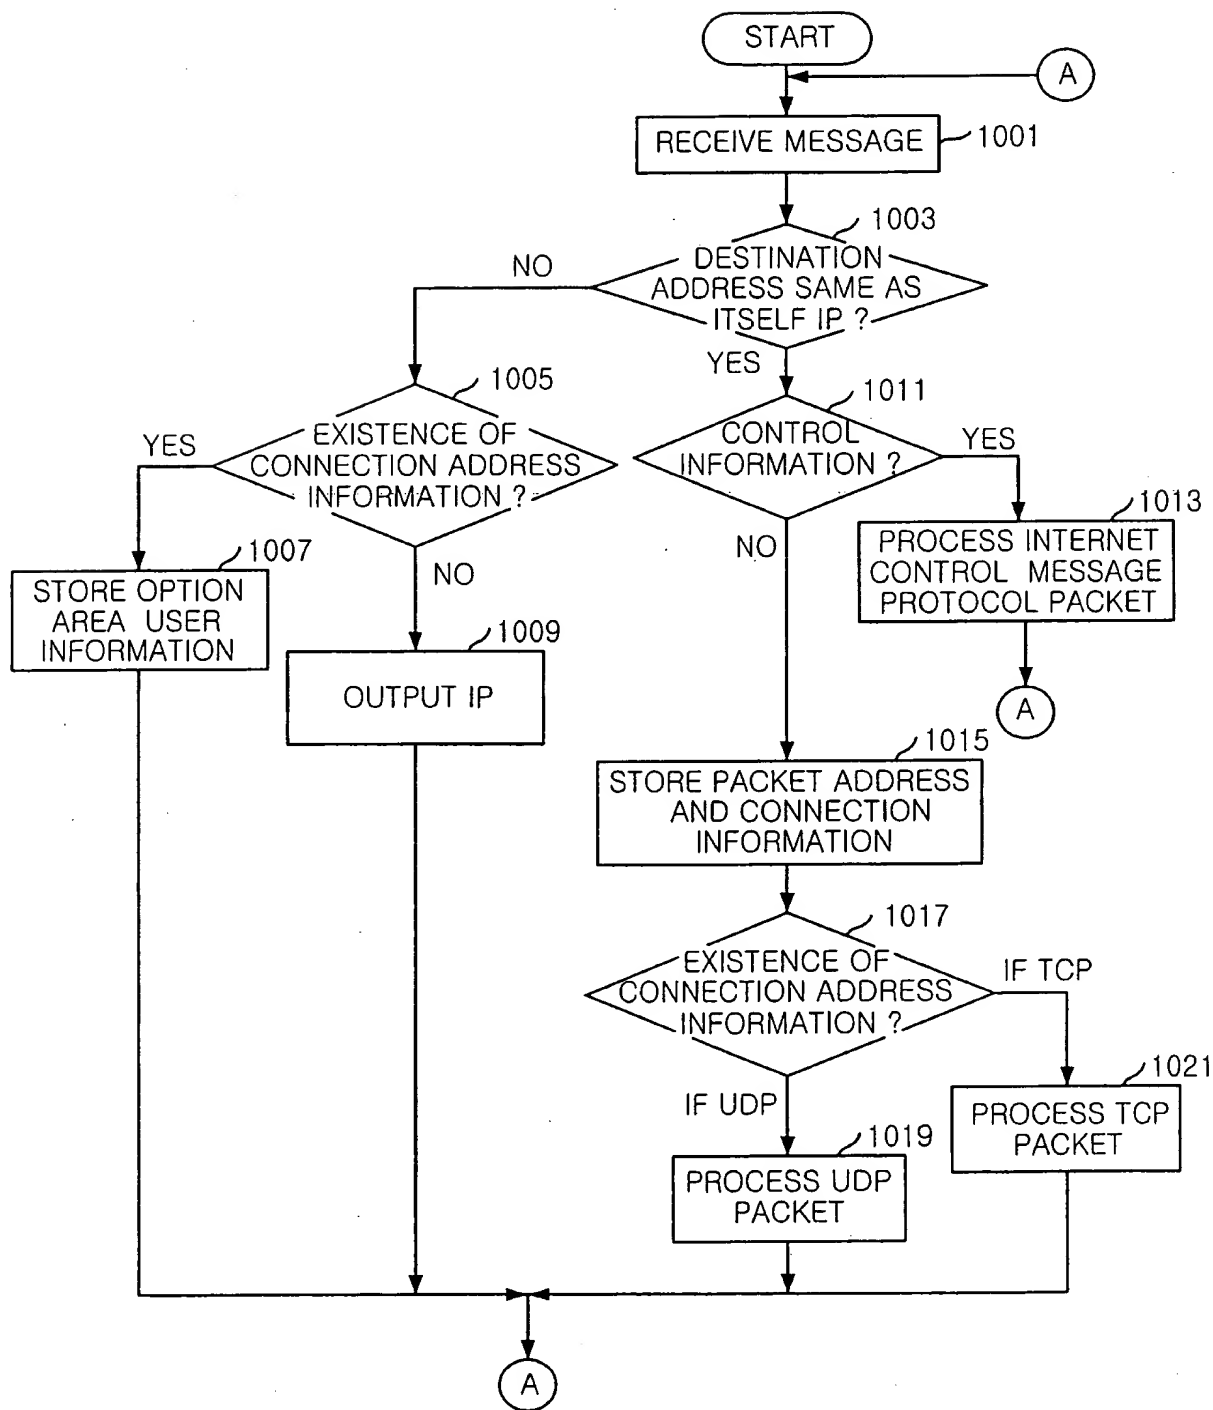 START
A
RECEIVE MESSAGE
1001
1003
DESTINATION
ADDRESS SAME AS
ITSELF IP ?
NO
YES
1005
EXISTENCE OF
CONNECTION ADDRESS
INFORMATION ?
YES
NO
1011
CONTROL
INFORMATION ?
YES
NO
1013
PROCESS INTERNET
CONTROL MESSAGE
PROTOCOL PACKET
A
1007
STORE OPTION
AREA USER
INFORMATION
1009
OUTPUT IP
1015
STORE PACKET ADDRESS
AND CONNECTION
INFORMATION
1017
EXISTENCE OF
CONNECTION ADDRESS
INFORMATION ?
IF TCP
IF UDP
1021
PROCESS TCP
PACKET
1019
PROCESS UDP
PACKET
A